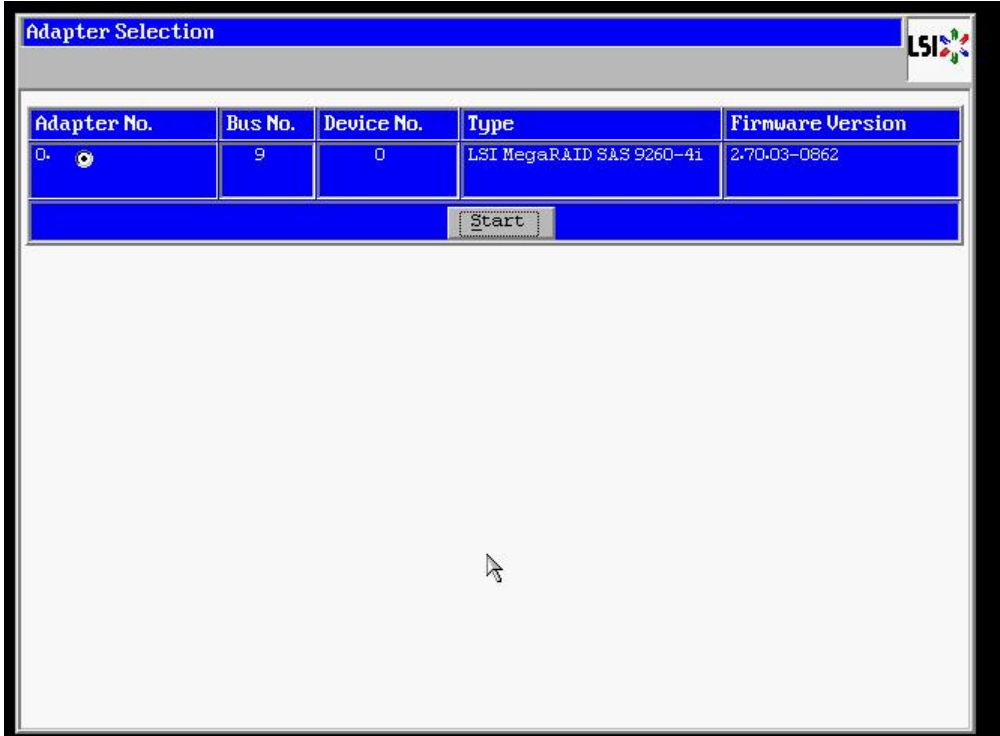 Adapter Selection
LSI
Adapter No. Bus No. Device No. Type Firmware Version
0. 9 0 LSI MegaRAID SAS 9260-4i 2.70.03-0862
Start